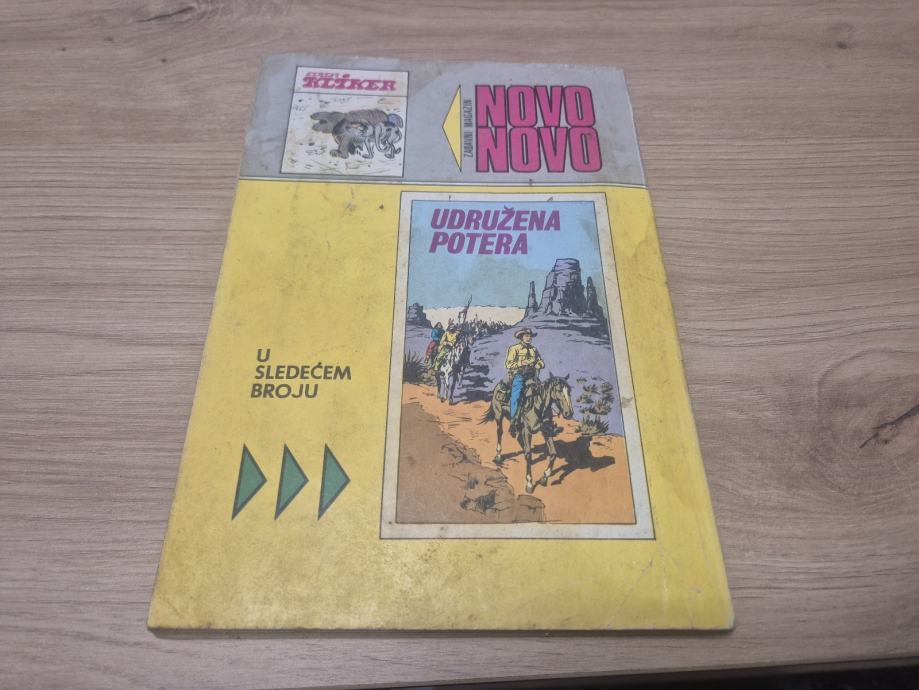 KLIKER
ZABAVNI MAGAZIN
NOVO
NOVO
UDRUŽENA
POTERA
U
SLEDEĆEM
BROJU